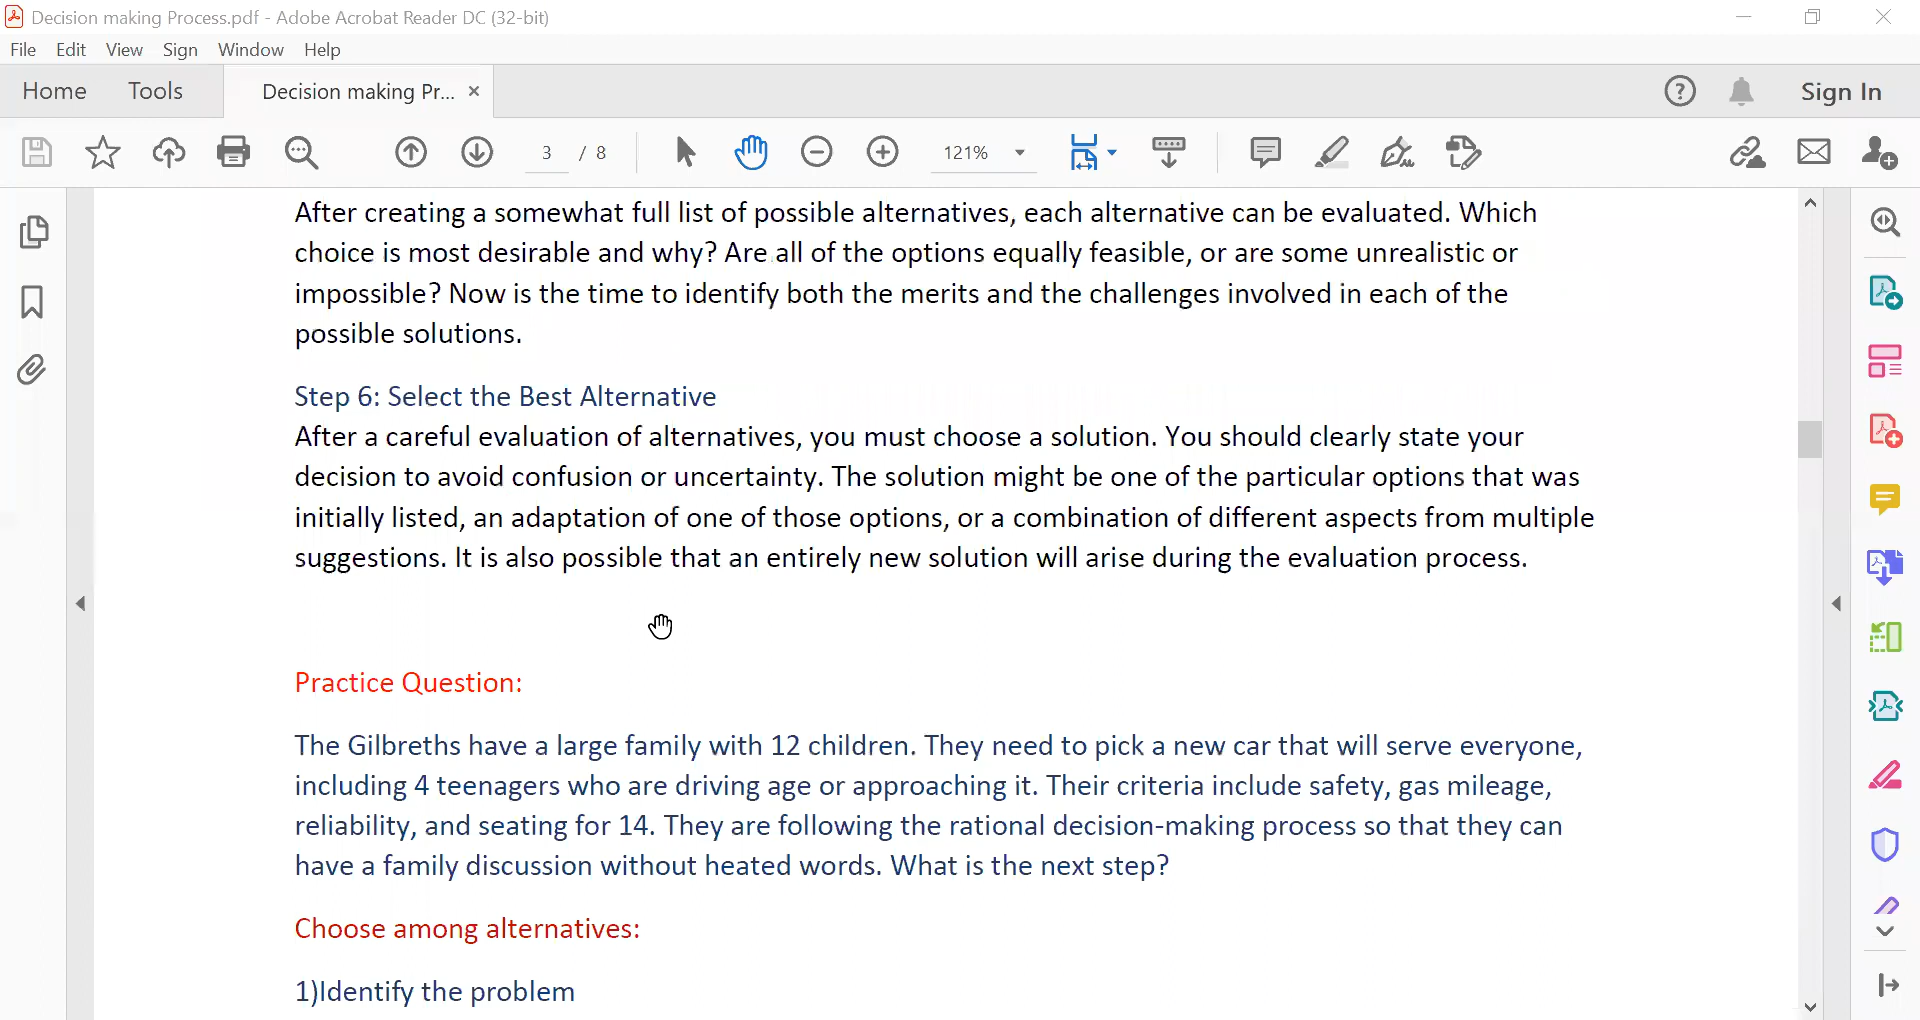 Decision making Process.pdf - Adobe Acrobat Reader DC (32-bit)
File Edit View Sign Window Help
Home Tools Decision making Pr... × Sign In
3 / 8 121%
After creating a somewhat full list of possible alternatives, each alternative can be evaluated. Which
choice is most desirable and why? Are all of the options equally feasible, or are some unrealistic or
impossible? Now is the time to identify both the merits and the challenges involved in each of the
possible solutions.
Step 6: Select the Best Alternative
After a careful evaluation of alternatives, you must choose a solution. You should clearly state your
decision to avoid confusion or uncertainty. The solution might be one of the particular options that was
initially listed, an adaptation of one of those options, or a combination of different aspects from multiple
suggestions. It is also possible that an entirely new solution will arise during the evaluation process.
Practice Question:
The Gilbreths have a large family with 12 children. They need to pick a new car that will serve everyone,
including 4 teenagers who are driving age or approaching it. Their criteria include safety, gas mileage,
reliability, and seating for 14. They are following the rational decision-making process so that they can
have a family discussion without heated words. What is the next step?
Choose among alternatives:
1)Identify the problem